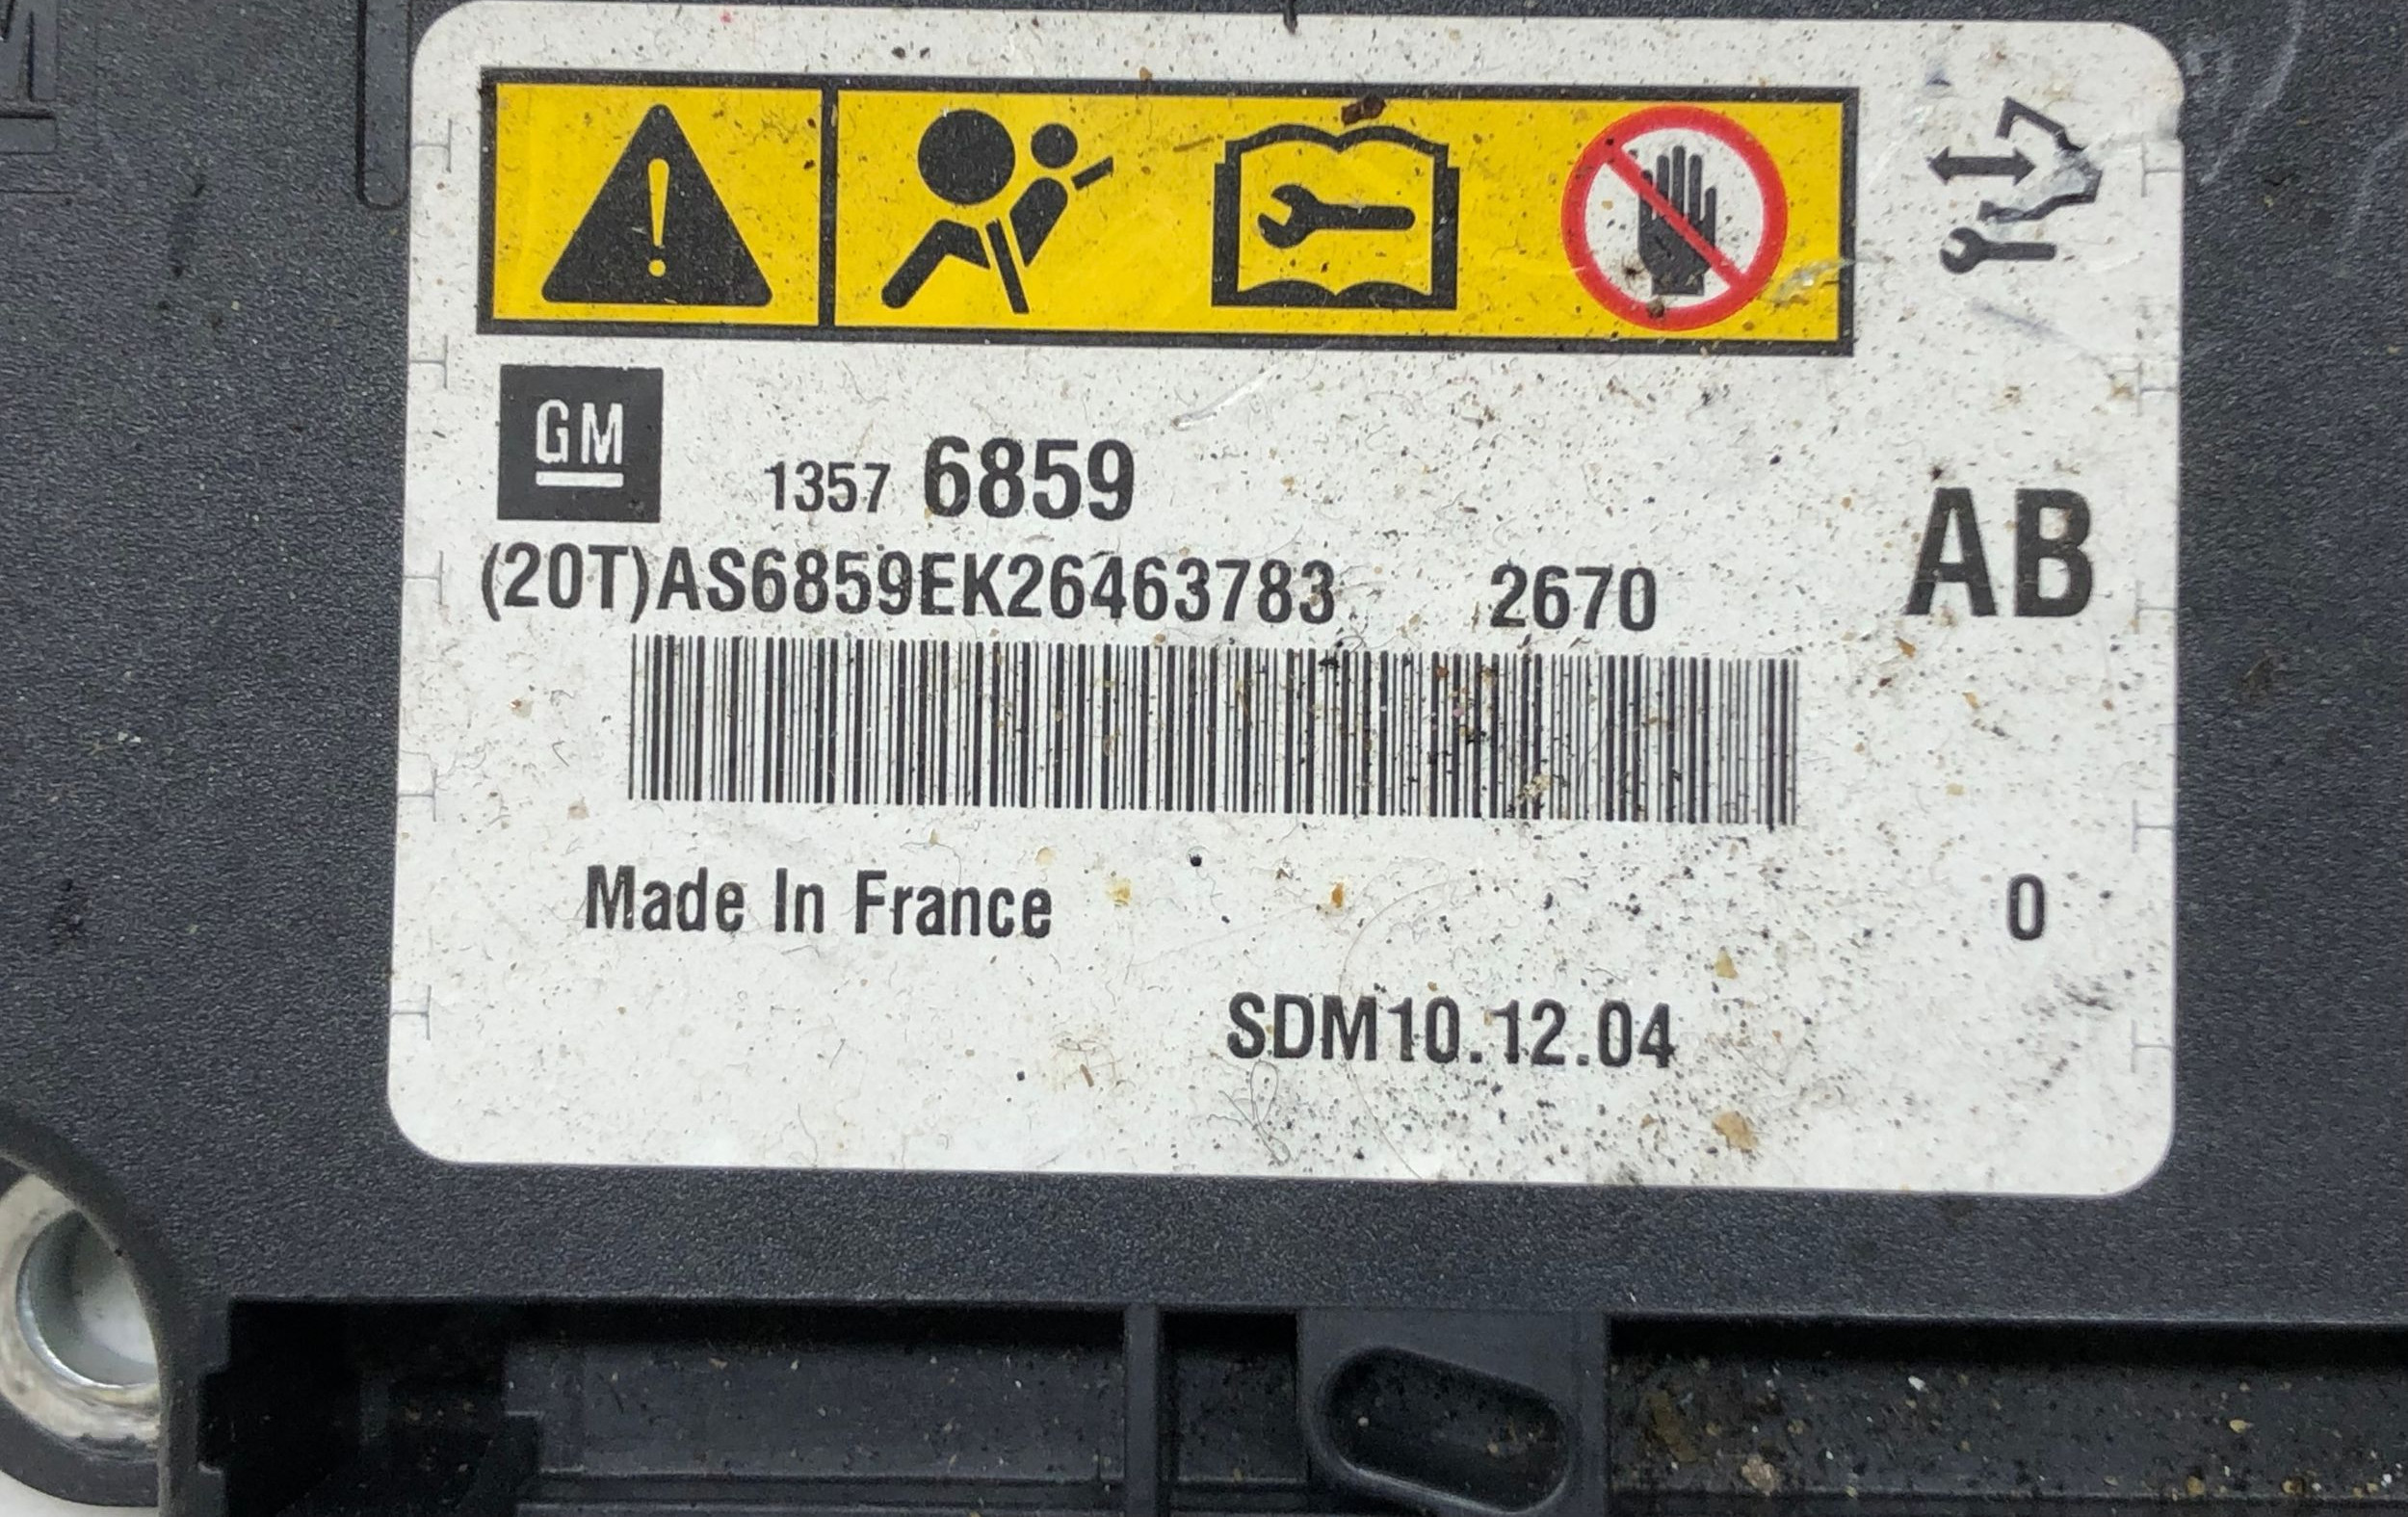 GM
1357 6859
(20T)AS6859EK26463783 2670
AB
Made In France
0
SDM10.12.04